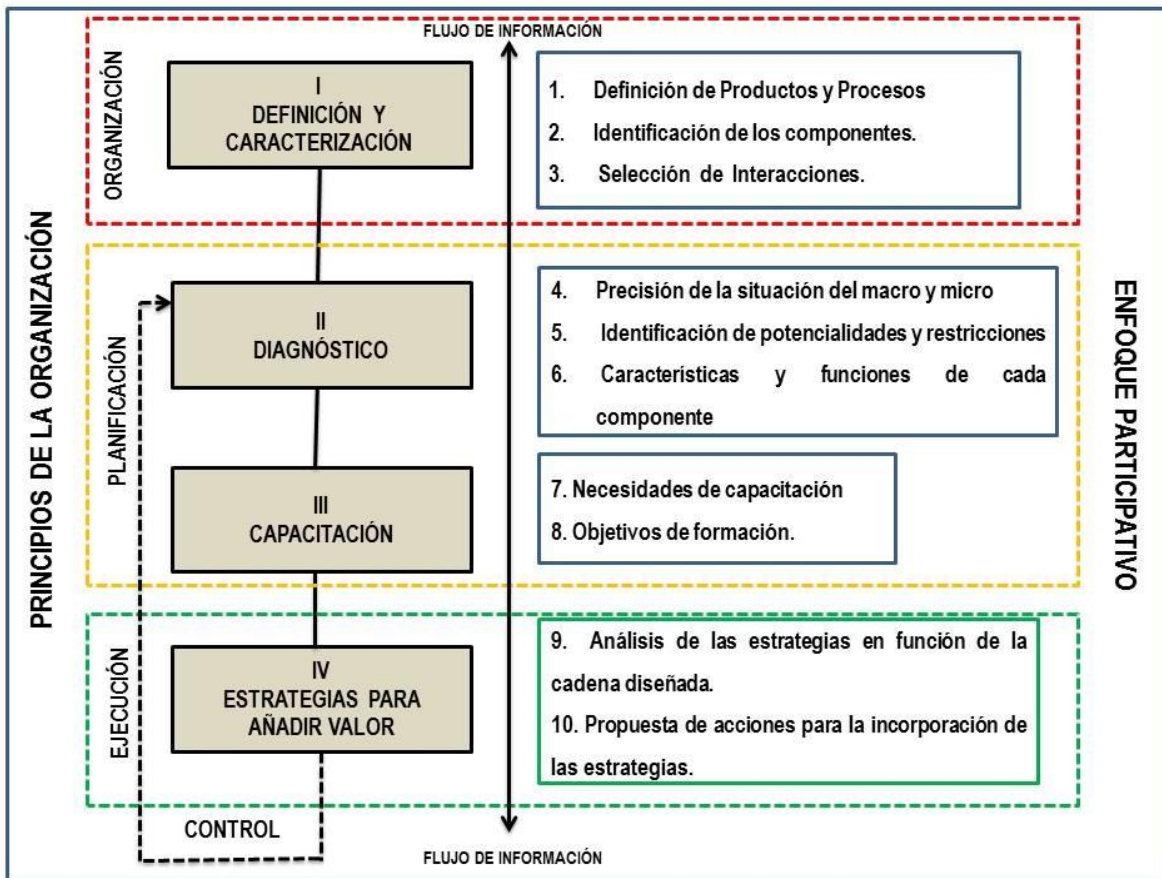 FLUJO DE INFORMACIÓN
PRINCIPIOS DE LA ORGANIZACIÓN
ORGANIZACIÓN
I
DEFINICIÓN Y
CARACTERIZACIÓN
1. Definición de Productos y Procesos
2. Identificación de los componentes.
3. Selección de Interacciones.
PLANIFICACIÓN
II
DIAGNÓSTICO
4. Precisión de la situación del macro y micro
5. Identificación de potencialidades y restricciones
6. Características y funciones de cada
componente
III
CAPACITACIÓN
7. Necesidades de capacitación
8. Objetivos de formación.
EJECUCIÓN
IV
ESTRATEGIAS PARA
AÑADIR VALOR
9. Análisis de las estrategias en función de la
cadena diseñada.
10. Propuesta de acciones para la incorporación de
las estrategias.
CONTROL
FLUJO DE INFORMACIÓN
ENFOQUE PARTICIPATIVO